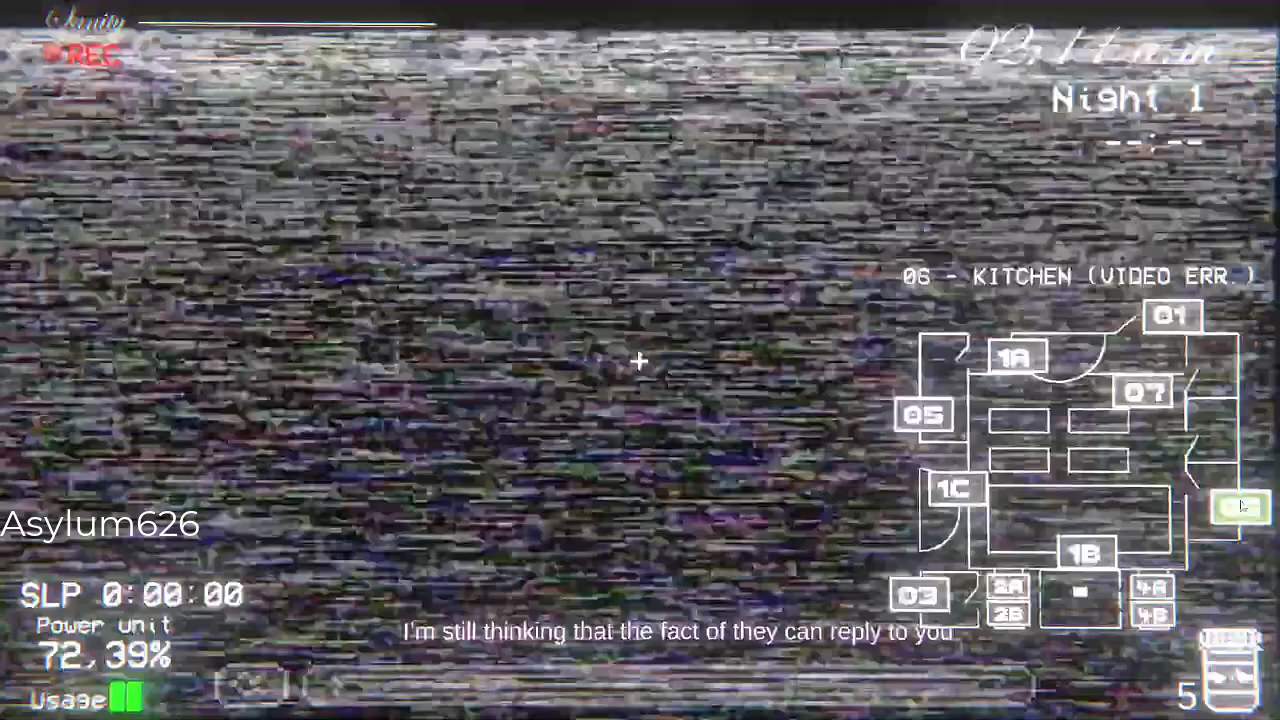 Sanity
REC
Night 1
--:--
06 - KITCHEN (VIDEO ERR.)
01
1A
07
05
1C
1B
03
2A
2B
4A
4B
Asylum626
SLP 0:00:00
Power unit
72,39%
Usage
I'm still thinking that the fact of they can reply to you
5